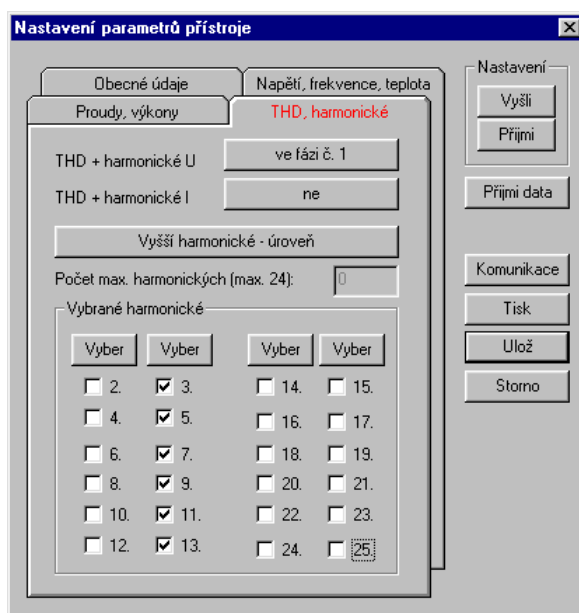 Nastavení parametrů přístroje
Obecné údaje
Napětí, frekvence, teplota
Proudy, výkony
THD, harmonické
THD + harmonické U
ve fázi č. 1
THD + harmonické I
ne
Vyšší harmonické - úroveň
Počet max. harmonických (max. 24):
0
Vybrané harmonické
Vyber Vyber Vyber Vyber
2. 3. 14. 15.
4. 5. 16. 17.
6. 7. 18. 19.
8. 9. 20. 21.
10. 11. 22. 23.
12. 13. 24. 25.
Nastavení
Vyšli
Přijmi
Přijmi data
Komunikace
Tisk
Ulož
Storno